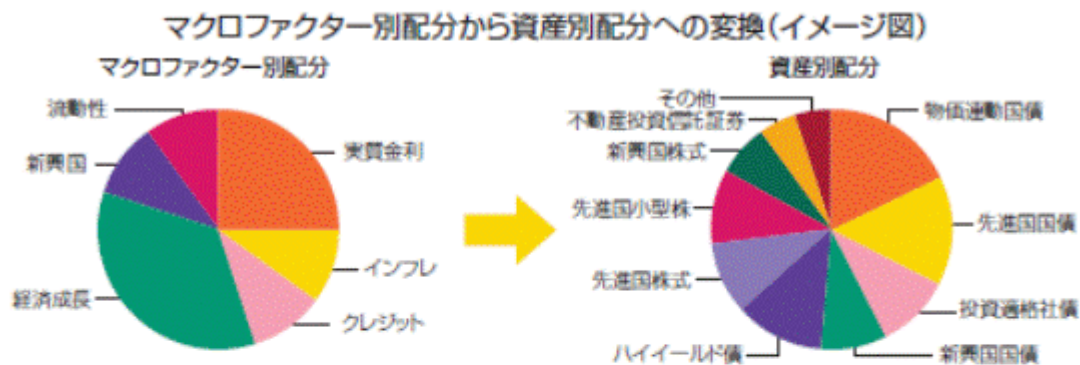 マクロファクター別配分から資産別配分への変換(イメージ図)
マクロファクター別配分
流動性
新興国
経済成長
実質金利
インフレ
クレジット
資産別配分
その他
不動産投資信託証券
新興国株式
先進国小型株
先進国株式
ハイイールド債
物価連動国債
先進国国債
投資適格社債
新興国国債